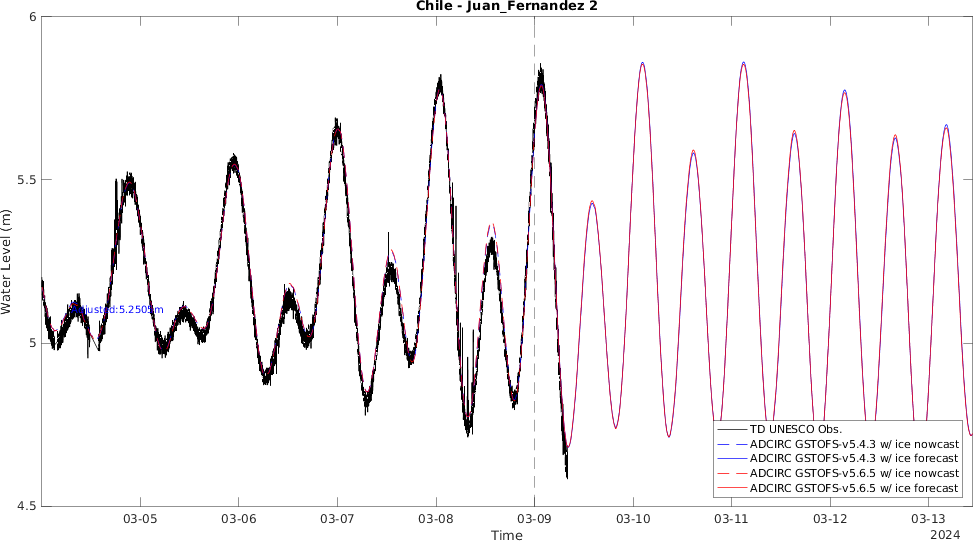 Chile - Juan_Fernandez 2
6
5.5
5
4.5
Water Level (m)
Adjusted:5.2505m
TD UNESCO Obs.
ADCIRC GSTOFS-v5.4.3 w/ ice nowcast
ADCIRC GSTOFS-v5.4.3 w/ ice forecast
ADCIRC GSTOFS-v5.6.5 w/ ice nowcast
ADCIRC GSTOFS-v5.6.5 w/ ice forecast
03-05 03-06 03-07 03-08 03-09 03-10 03-11 03-12 03-13
Time
2024